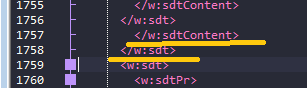 1755 </w:sdtContent>
1756 </w:sdt>
1757 </w:sdtContent>
1758 </w:sdt>
1759 <w:sdt>
1760 <w:sdtPr>